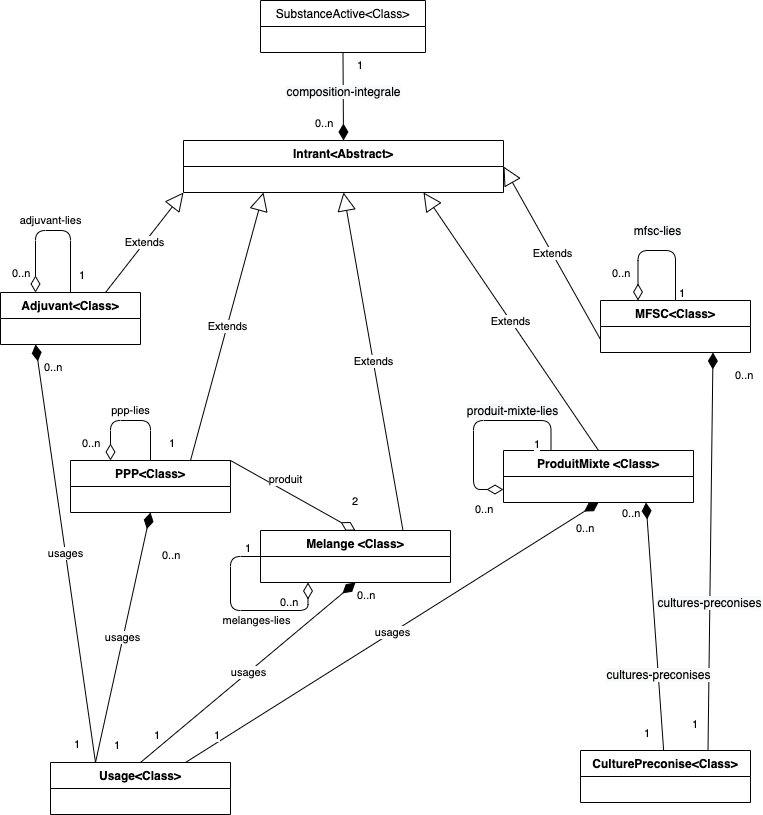 SubstanceActive<Class>
1
composition-integrale
0..n
Intrant<Abstract>
adjuvant-lies
mfsc-lies
Extends
Extends
0..n
1
0..n
1
Adjuvant<Class>
MFSC<Class>
Extends
Extends
Extends
0..n
0..n
ppp-lies
produit-mixte-lies
0..n
1
1
PPP<Class>
ProduitMixte <Class>
produit
2
0..n
0..n
0..n
Melange <Class>
usages
0..n
1
0..n
0..n
melanges-lies
cultures-preconises
usages
usages
usages
cultures-preconises
1
1
1
1
1
1
Usage<Class>
CulturePreconise<Class>